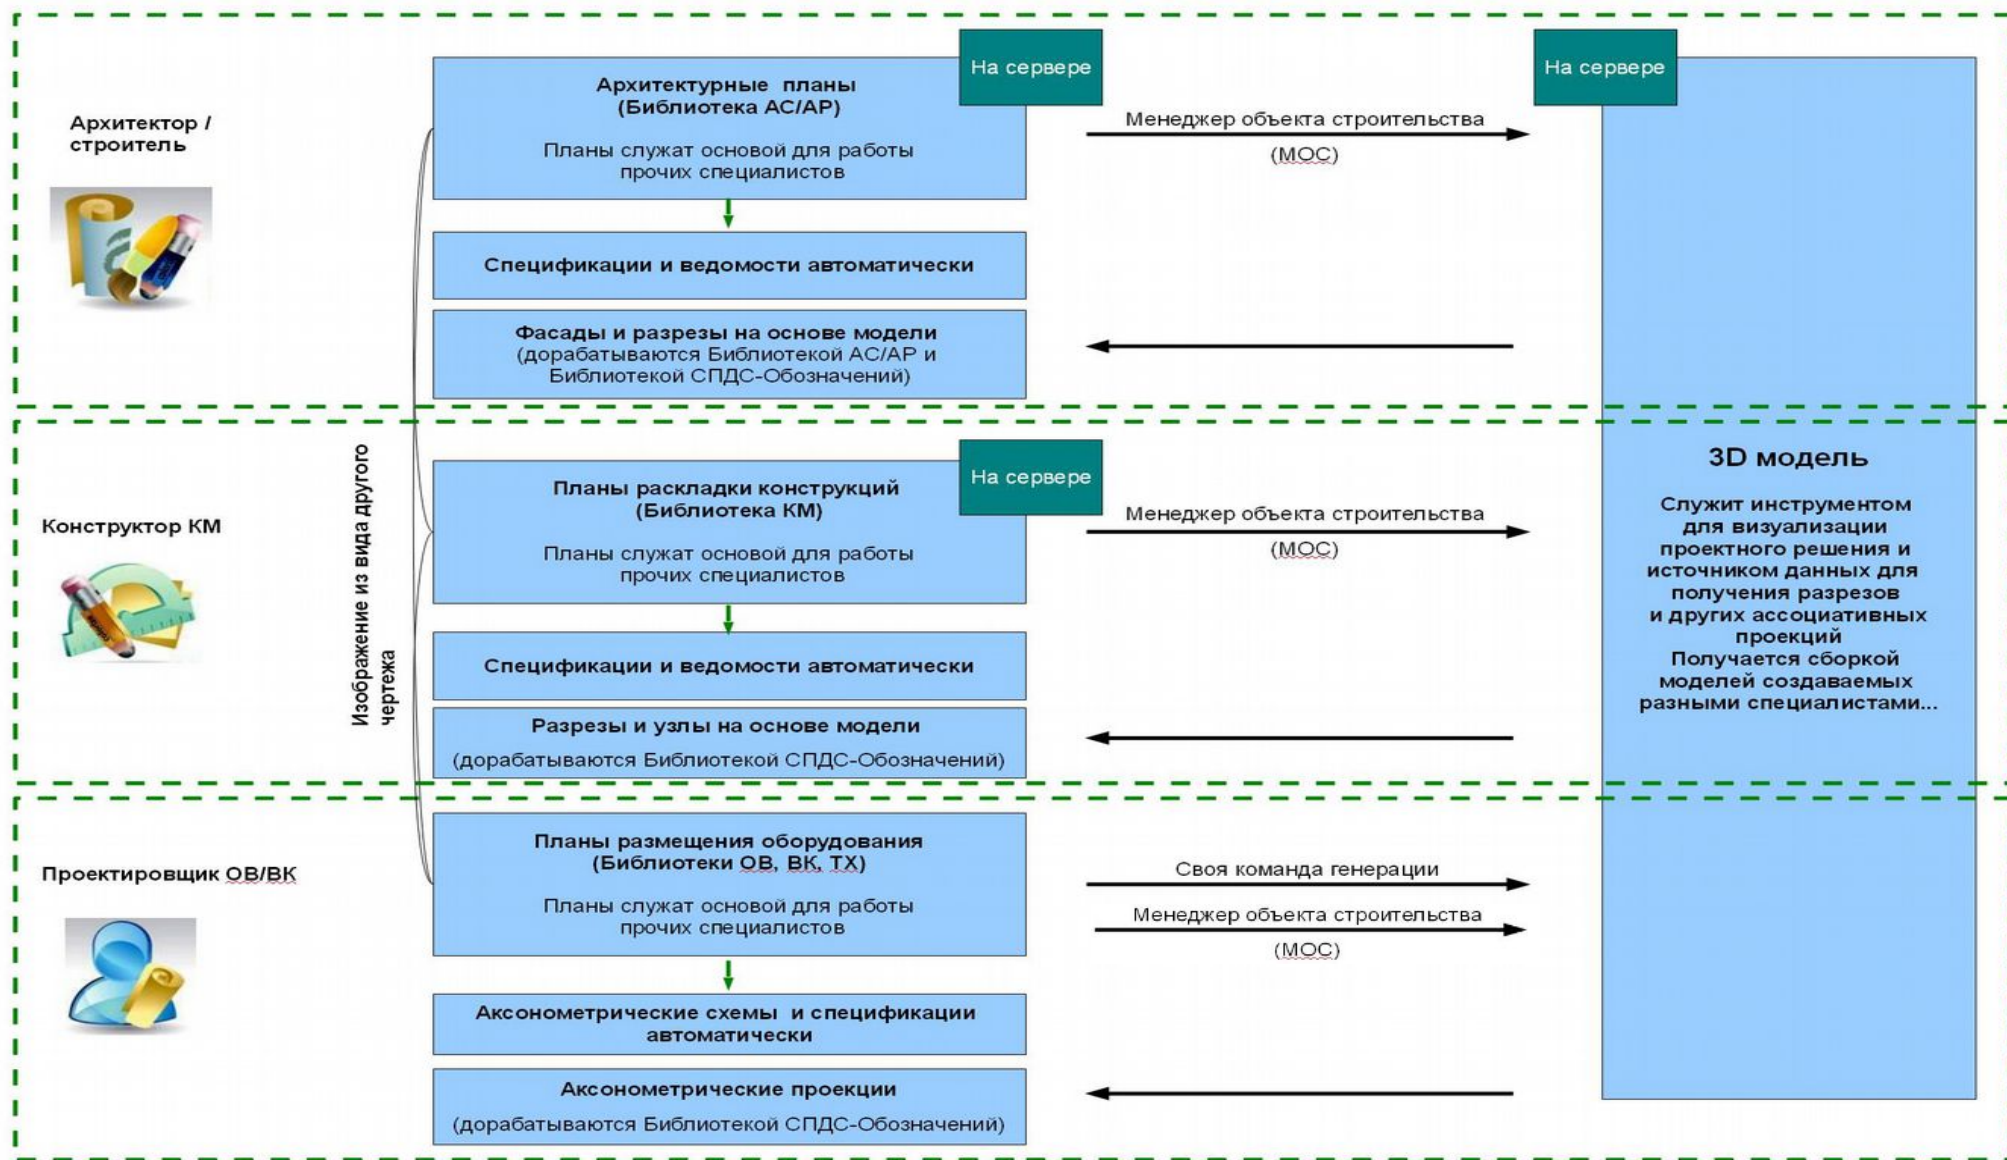 На сервере
На сервере
Архитектор /
строитель
Архитектурные планы
(Библиотека АС/АР)
Планы служат основой для работы
прочих специалистов
Менеджер объекта строительства
(МОС)
Спецификации и ведомости автоматически
Фасады и разрезы на основе модели
(дорабатываются Библиотекой АС/АР и
Библиотекой СПДС-Обозначений)
Изображение из вида другого
чертежа
На сервере
Конструктор КМ
Планы раскладки конструкций
(Библиотека КМ)
Планы служат основой для работы
прочих специалистов
Менеджер объекта строительства
(МОС)
Спецификации и ведомости автоматически
Разрезы и узлы на основе модели
(дорабатываются Библиотекой СПДС-Обозначений)
3D модель
Служит инструментом
для визуализации
проектного решения и
источником данных для
получения разрезов
и других ассоциативных
проекций
Получается сборкой
моделей создаваемых
разными специалистами...
Проектировщик ОВ/ВК
Планы размещения оборудования
(Библиотеки ОВ, ВК, ТХ)
Планы служат основой для работы
прочих специалистов
Своя команда генерации
Менеджер объекта строительства
(МОС)
Аксонометрические схемы и спецификации
автоматически
Аксонометрические проекции
(дорабатываются Библиотекой СПДС-Обозначений)